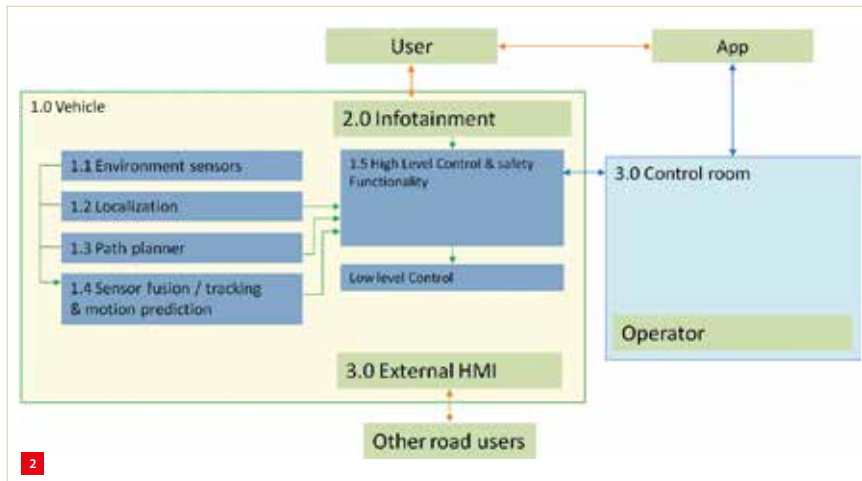 User
App
1.0 Vehicle
2.0 Infotainment
1.1 Environment sensors
1.5 High Level Control & safety
Functionality
3.0 Control room
1.2 Localization
1.3 Path planner
1.4 Sensor fusion / tracking
& motion prediction
Low level Control
Operator
3.0 External HMI
Other road users
2